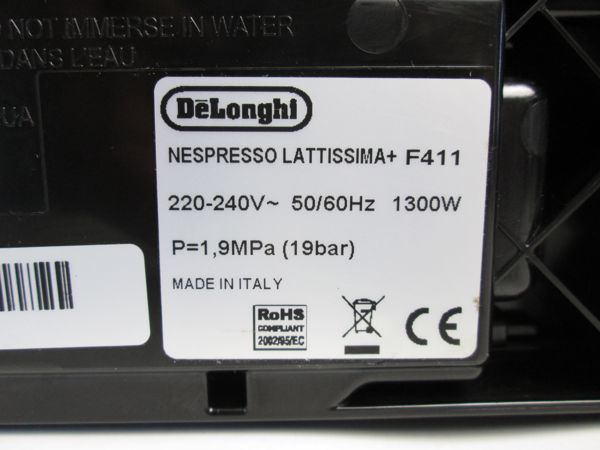 NOT IMMERSE IN WATER
DANS L'EAU
UA
DeLonghi
NESPRESSO LATTISSIMA+ F411
220-240V~ 50/60Hz 1300W
P=1,9MPa (19bar)
MADE IN ITALY
RoHS
COMPLIANT
2002/95/EC
CE